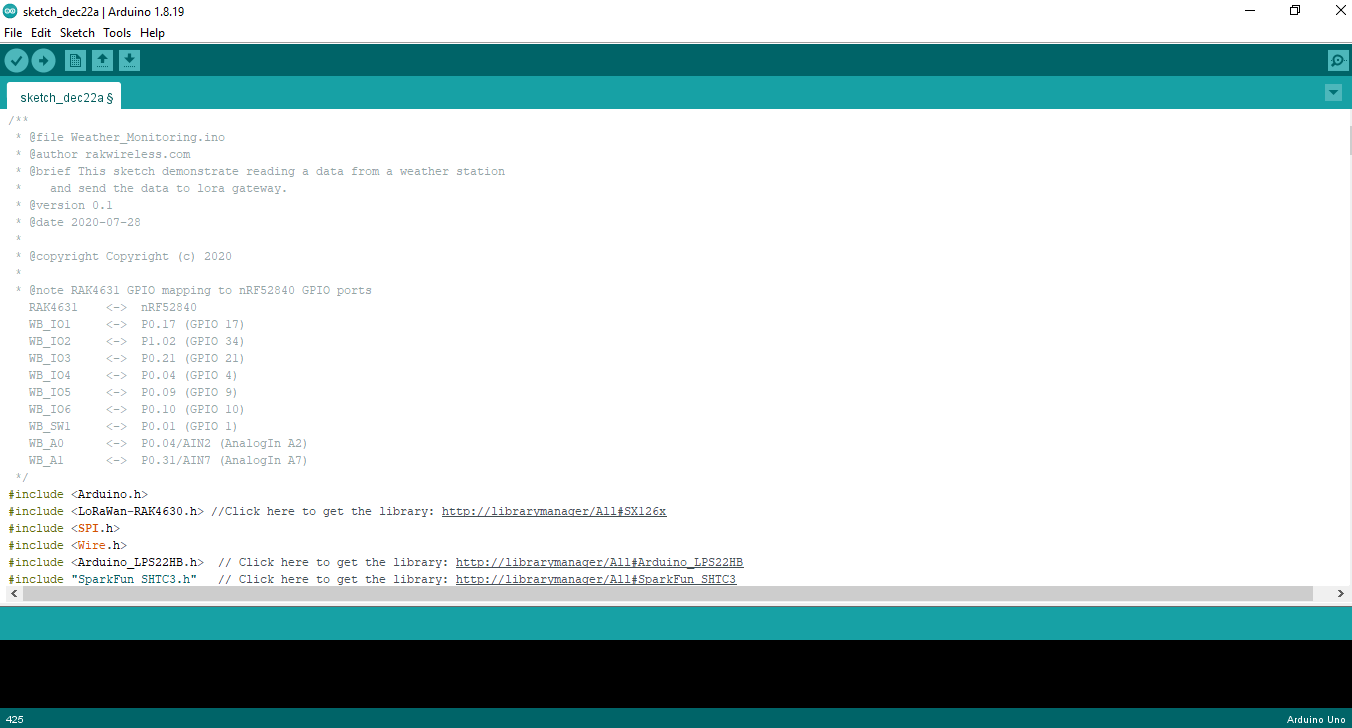 sketch_dec22a | Arduino 1.8.19
File Edit Sketch Tools Help
sketch_dec22a §
/**
 * @file Weather_Monitoring.ino
 * @author rakwireless.com
 * @brief This sketch demonstrate reading a data from a weather station
 *    and send the data to lora gateway.
 * @version 0.1
 * @date 2020-07-28
 *
 * @copyright Copyright (c) 2020
 *
 * @note RAK4631 GPIO mapping to nRF52840 GPIO ports
   RAK4631    <->  nRF52840
   WB_IO1     <->  P0.17 (GPIO 17)
   WB_IO2     <->  P1.02 (GPIO 34)
   WB_IO3     <->  P0.21 (GPIO 21)
   WB_IO4     <->  P0.04 (GPIO 4)
   WB_IO5     <->  P0.09 (GPIO 9)
   WB_IO6     <->  P0.10 (GPIO 10)
   WB_SW1     <->  P0.01 (GPIO 1)
   WB_A0      <->  P0.04/AIN2 (AnalogIn A2)
   WB_A1      <->  P0.31/AIN7 (AnalogIn A7)
 */
#include <Arduino.h>
#include <LoRaWan-RAK4630.h> //Click here to get the library: http://librarymanager/All#SX126x
#include <SPI.h>
#include <Wire.h>
#include <Arduino_LPS22HB.h>  // Click here to get the library: http://librarymanager/All#Arduino_LPS22HB
#include "SparkFun_SHTC3.h"   // Click here to get the library: http://librarymanager/All#SparkFun_SHTC3
425
Arduino Uno